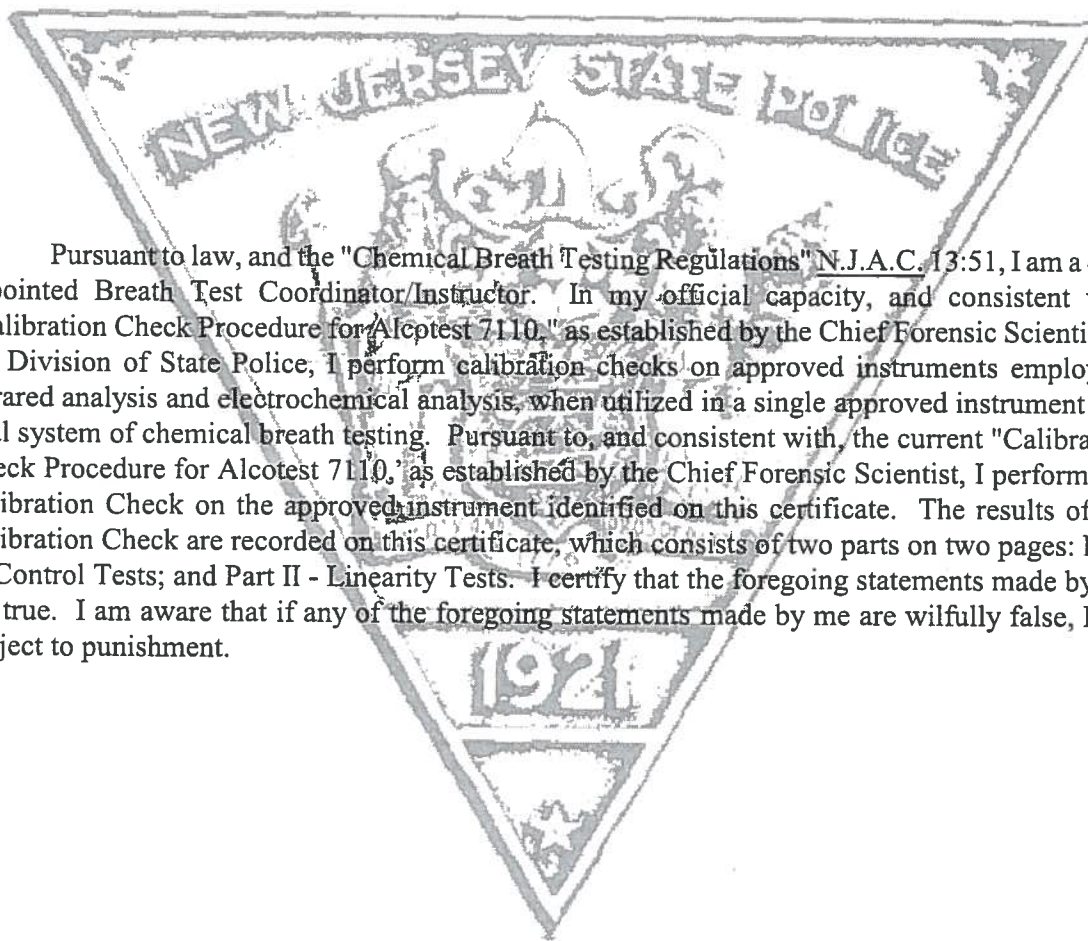 NEW JERSEY STATE POLICE
Pursuant to law, and the "Chemical Breath Testing Regulations" N.J.A.C. 13:51, I am a
pointed Breath Test Coordinator/Instructor. In my official capacity, and consistent
alibration Check Procedure for Alcotest 7110," as established by the Chief Forensic Scienti
Division of State Police, I perform calibration checks on approved instruments employ
rared analysis and electrochemical analysis, when utilized in a single approved instrument
al system of chemical breath testing. Pursuant to, and consistent with, the current "Calibra
eck Procedure for Alcotest 7110,' as established by the Chief Forensic Scientist, I perform
ibration Check on the approved instrument identified on this certificate. The results of
ibration Check are recorded on this certificate, which consists of two parts on two pages:
Control Tests; and Part II - Linearity Tests. I certify that the foregoing statements made by
true. I am aware that if any of the foregoing statements made by me are wilfully false, I
ject to punishment.
1921